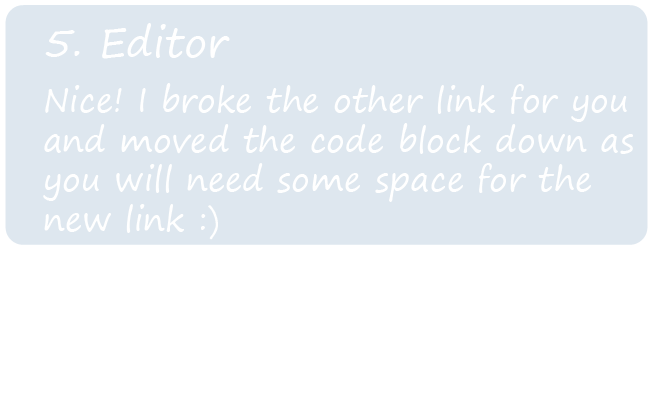 5. Editor
Nice! I broke the other link for you
and moved the code block down as
you will need some space for the
new link :)